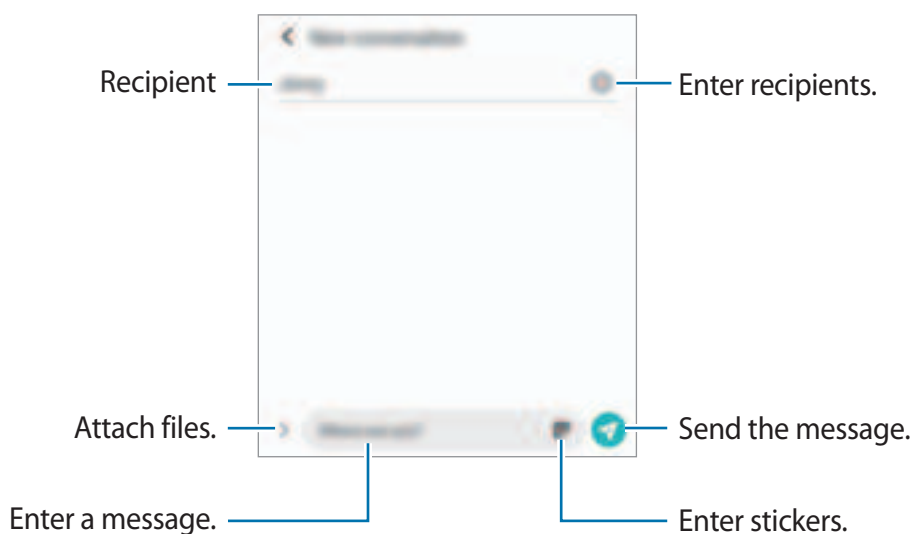 Recipient
Enter recipients.
Attach files.
Send the message.
Enter a message.
Enter stickers.